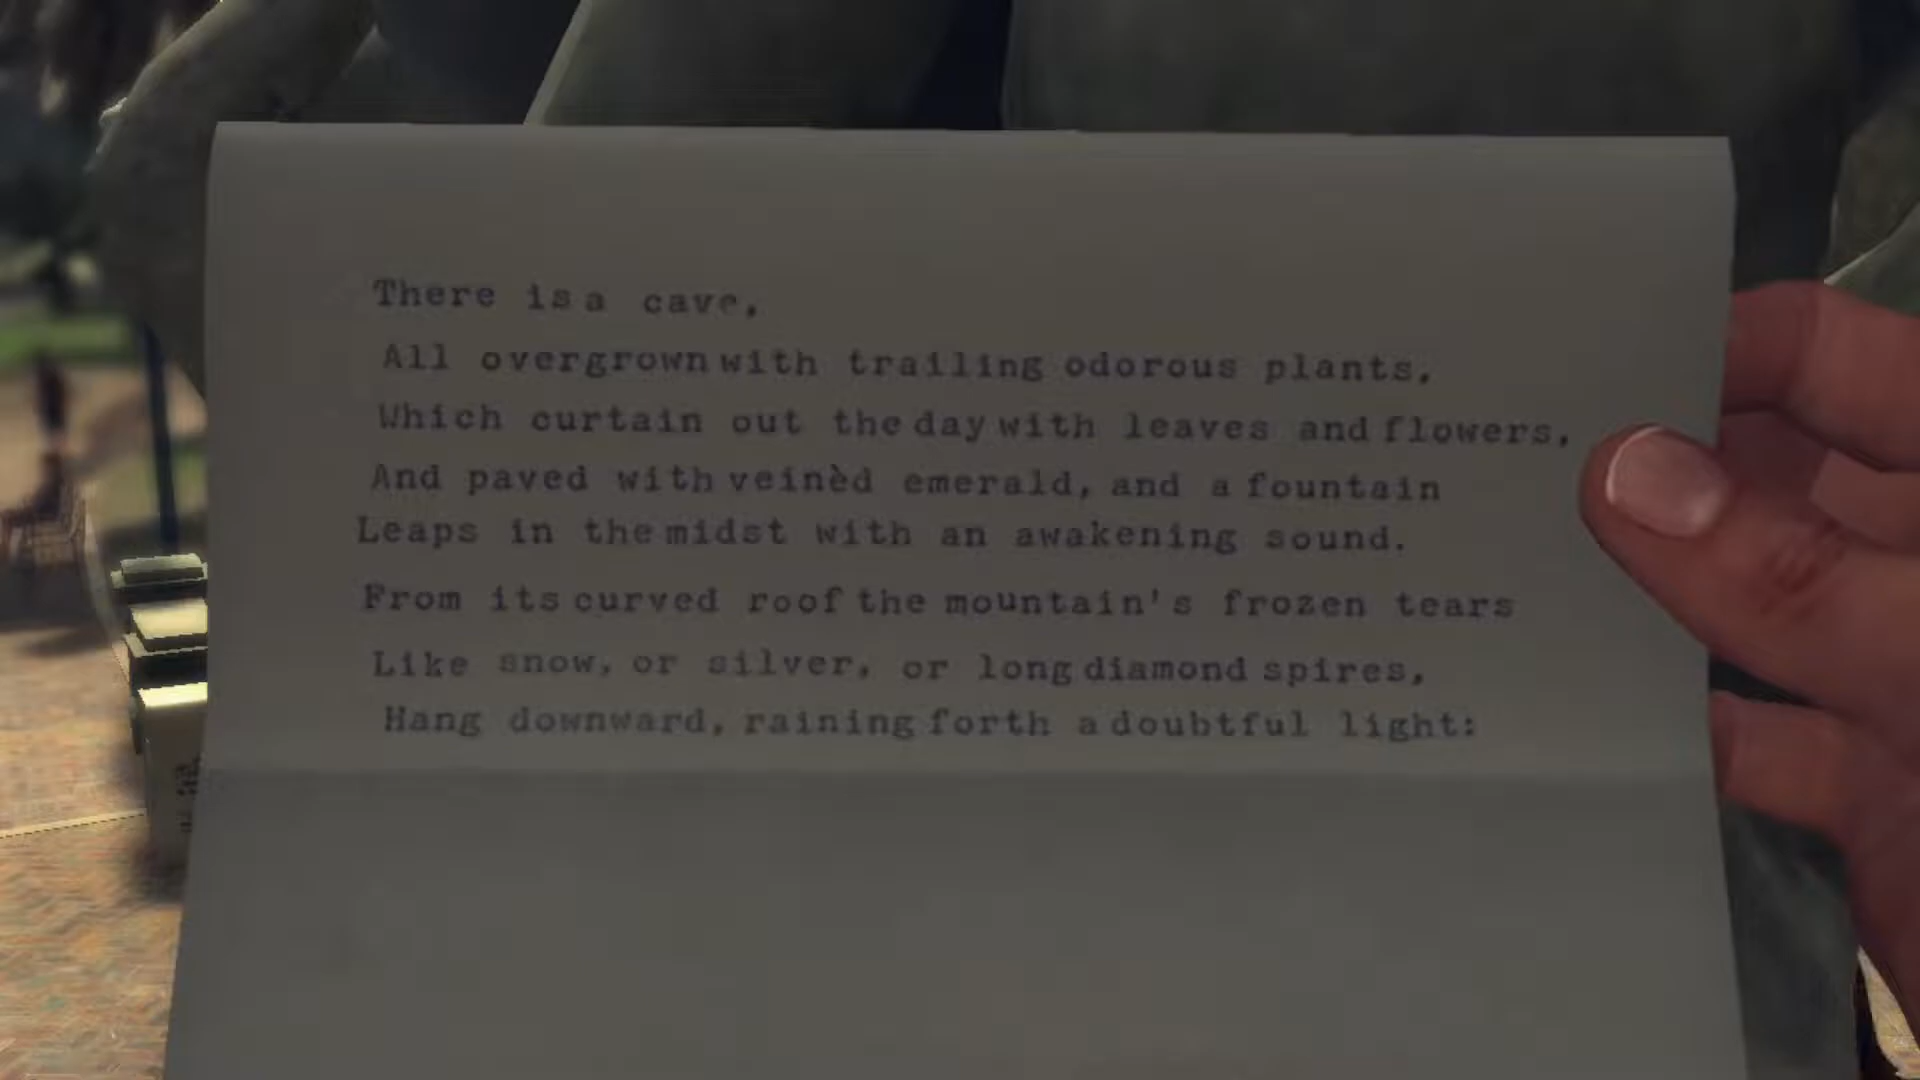 There is a cave,
All overgrown with trailing odorous plants,
Which curtain out the day with leaves and flowers,
And paved with veinèd emerald, and a fountain
Leaps in the midst with an awakening sound.
From its curved roof the mountain's frozen tears
Like snow, or silver, or long diamond spires,
Hang downward, raining forth a doubtful light: